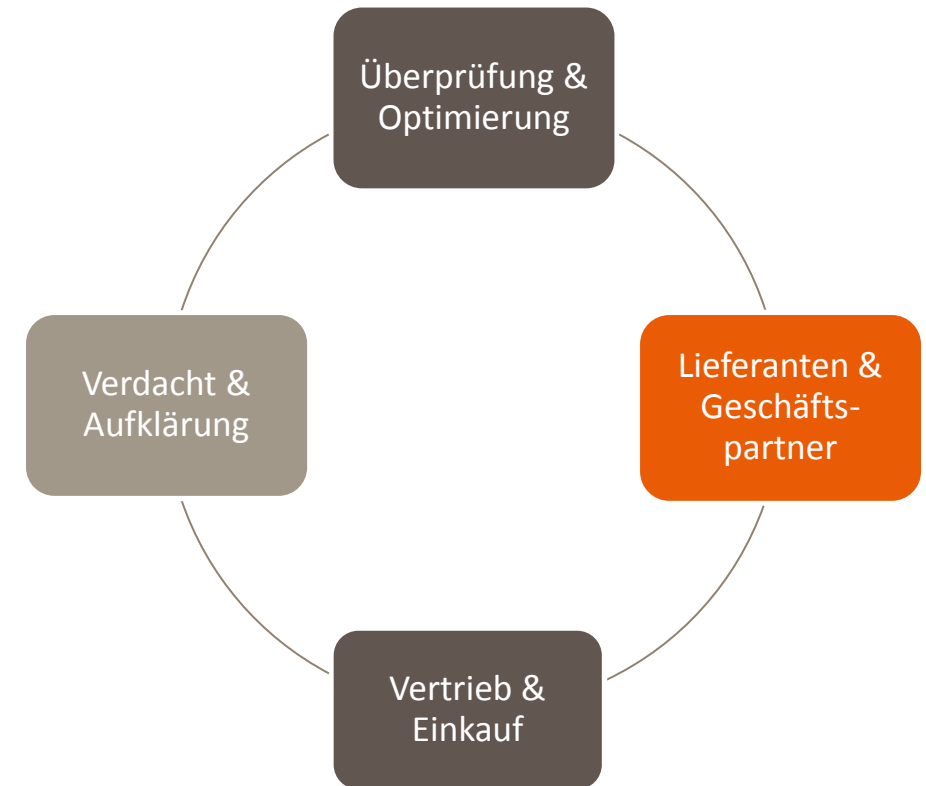 Überprüfung &
Optimierung
Verdacht &
Aufklärung
Lieferanten &
Geschäfts-
partner
Vertrieb &
Einkauf